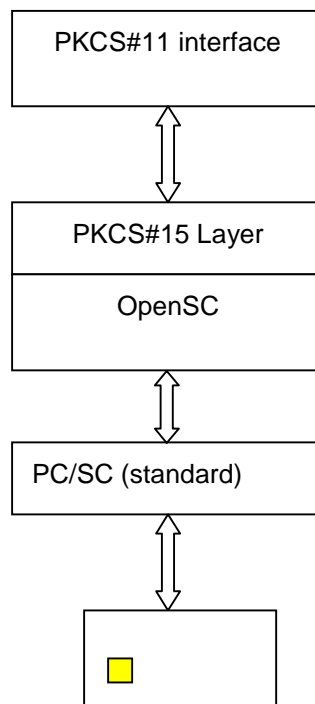 PKCS#11 interface
PKCS#15 Layer
OpenSC
PC/SC (standard)